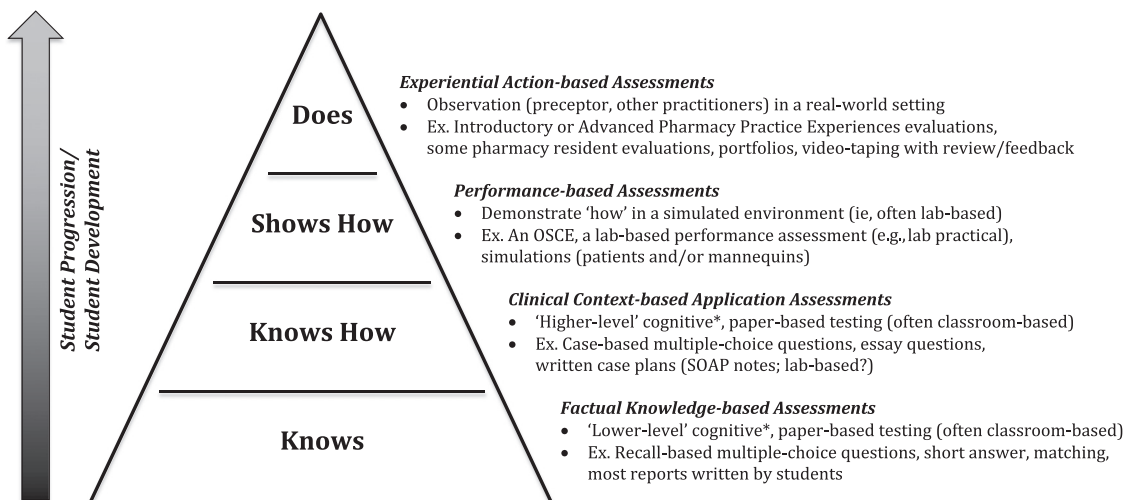 Student Progression/
Student Development
Does
Experiential Action-based Assessments
• Observation (preceptor, other practitioners) in a real-world setting
• Ex. Introductory or Advanced Pharmacy Practice Experiences evaluations,
some pharmacy resident evaluations, portfolios, video-taping with review/feedback
Shows How
Performance-based Assessments
• Demonstrate ‘how’ in a simulated environment (ie, often lab-based)
• Ex. An OSCE, a lab-based performance assessment (e.g., lab practical),
simulations (patients and/or mannequins)
Knows How
Clinical Context-based Application Assessments
• ‘Higher-level’ cognitive*, paper-based testing (often classroom-based)
• Ex. Case-based multiple-choice questions, essay questions,
written case plans (SOAP notes; lab-based?)
Knows
Factual Knowledge-based Assessments
• ‘Lower-level’ cognitive*, paper-based testing (often classroom-based)
• Ex. Recall-based multiple-choice questions, short answer, matching,
most reports written by students